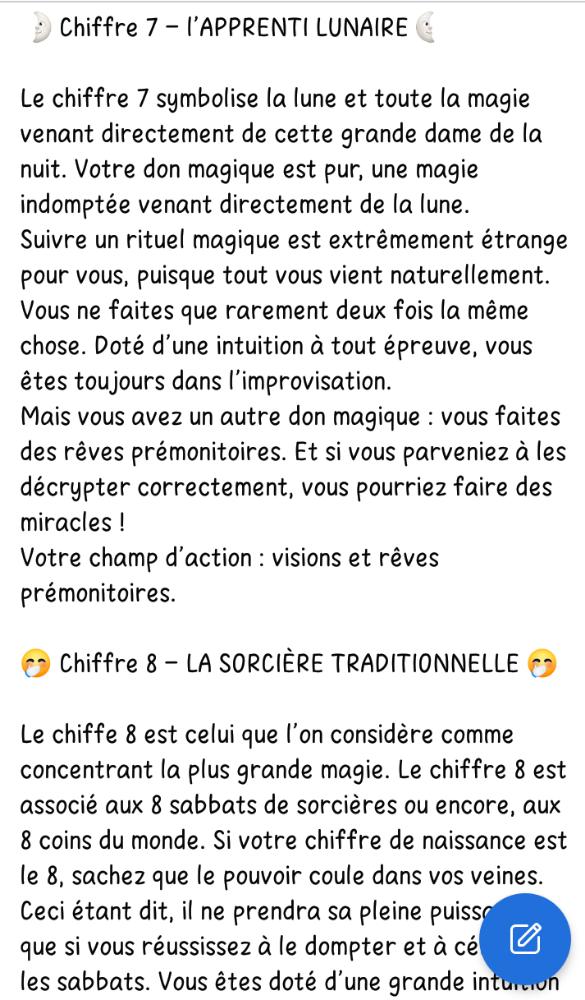 🌛 Chiffre 7 – l'APPRENTI LUNAIRE 🌜
Le chiffre 7 symbolise la lune et toute la magie
venant directement de cette grande dame de la
nuit. Votre don magique est pur, une magie
indomptée venant directement de la lune.
Suivre un rituel magique est extrêmement étrange
pour vous, puisque tout vous vient naturellement.
Vous ne faites que rarement deux fois la même
chose. Doté d'une intuition à tout épreuve, vous
êtes toujours dans l'improvisation.
Mais vous avez un autre don magique : vous faites
des rêves prémonitoires. Et si vous parveniez à les
décrypter correctement, vous pourriez faire des
miracles !
Votre champ d'action : visions et rêves
prémonitoires.
🤭 Chiffre 8 – LA SORCIÈRE TRADITIONNELLE 🤭
Le chiffe 8 est celui que l'on considère comme
concentrant la plus grande magie. Le chiffre 8 est
associé aux 8 sabbats de sorcières ou encore, aux
8 coins du monde. Si votre chiffre de naissance est
le 8, sachez que le pouvoir coule dans vos veines.
Ceci étant dit, il ne prendra sa pleine
que si vous réussissez à le dompter et à
les sabbats. Vous êtes doté d'une grande intuition